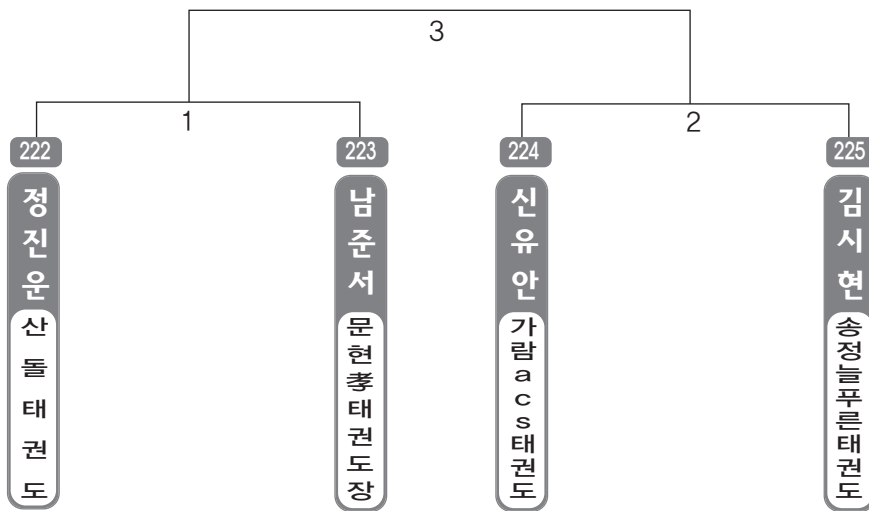 3
1
2
222
223
224
225
정진운
남준서
신유안
김시현
산돌태권도
문현孝태권도장
가람acs태권도
송정늘푸른태권도